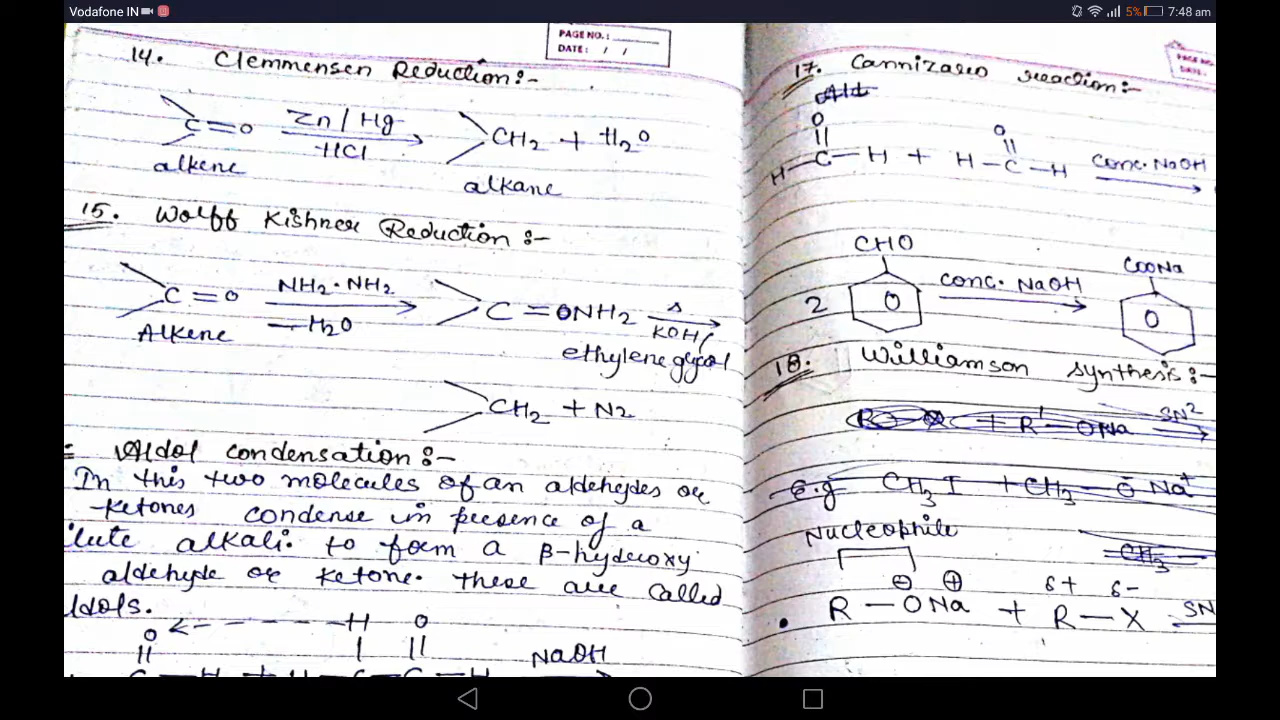 Vodafone IN
5% 7:48 am
PAGE NO.:
DATE: / /
14. Clemmensen Reduction:-
C=O Zn/Hg HCl CH2 + H2O
alkene alkane
15. Wolff Kishner Reduction:-
C=O NH2·NH2 -H2O C=ONH2 Δ KOH/
Alkene ethylene glycol
CH2 + N2
= Aldol condensation:-
In this two molecules of an aldehydes or
ketones condense in presence of a
lute alkali. to form a β-hydroxy
aldehyde or ketone. these are called
ldols.
O H O
NaOH
C-H + H-C-C-H
17. Cannizaro reaction:-
Ald
O O
H-C-H + H-C-H Conc. NaOH
CHO COONa
2 O conc. NaOH O
18. Williamson synthesis:-
+ R'-ONa SN2
e.g CH3I + CH3-O-Na+
Nucleophile
CH3
⊖ ⊕ δ+ δ-
R-ONa + R-X SN